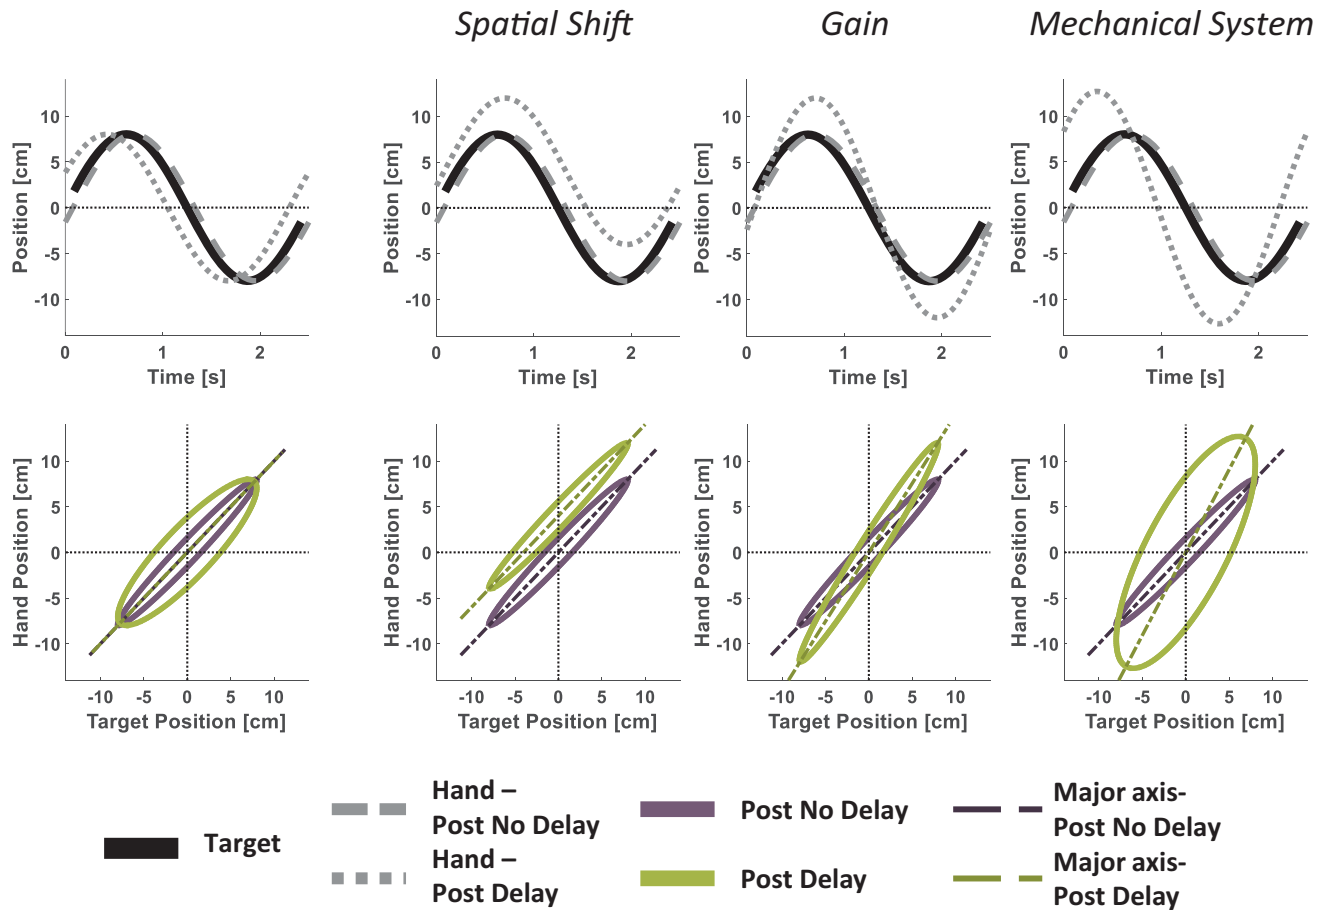 Spatial Shift
Gain
Mechanical System
Position [cm]
10
5
0
-5
-10
0
1
2
Time [s]
Position [cm]
10
5
0
-5
-10
0
1
2
Time [s]
Position [cm]
10
5
0
-5
-10
0
1
2
Time [s]
Position [cm]
10
5
0
-5
-10
0
1
2
Time [s]
Hand Position [cm]
10
5
0
-5
-10
-10
-5
0
5
10
Target Position [cm]
Hand Position [cm]
10
5
0
-5
-10
-10
-5
0
5
10
Target Position [cm]
Hand Position [cm]
10
5
0
-5
-10
-10
-5
0
5
10
Target Position [cm]
Hand Position [cm]
10
5
0
-5
-10
-10
-5
0
5
10
Target Position [cm]
Target
Hand –
Post No Delay
Hand –
Post Delay
Post No Delay
Post Delay
Major axis-
Post No Delay
Major axis-
Post Delay